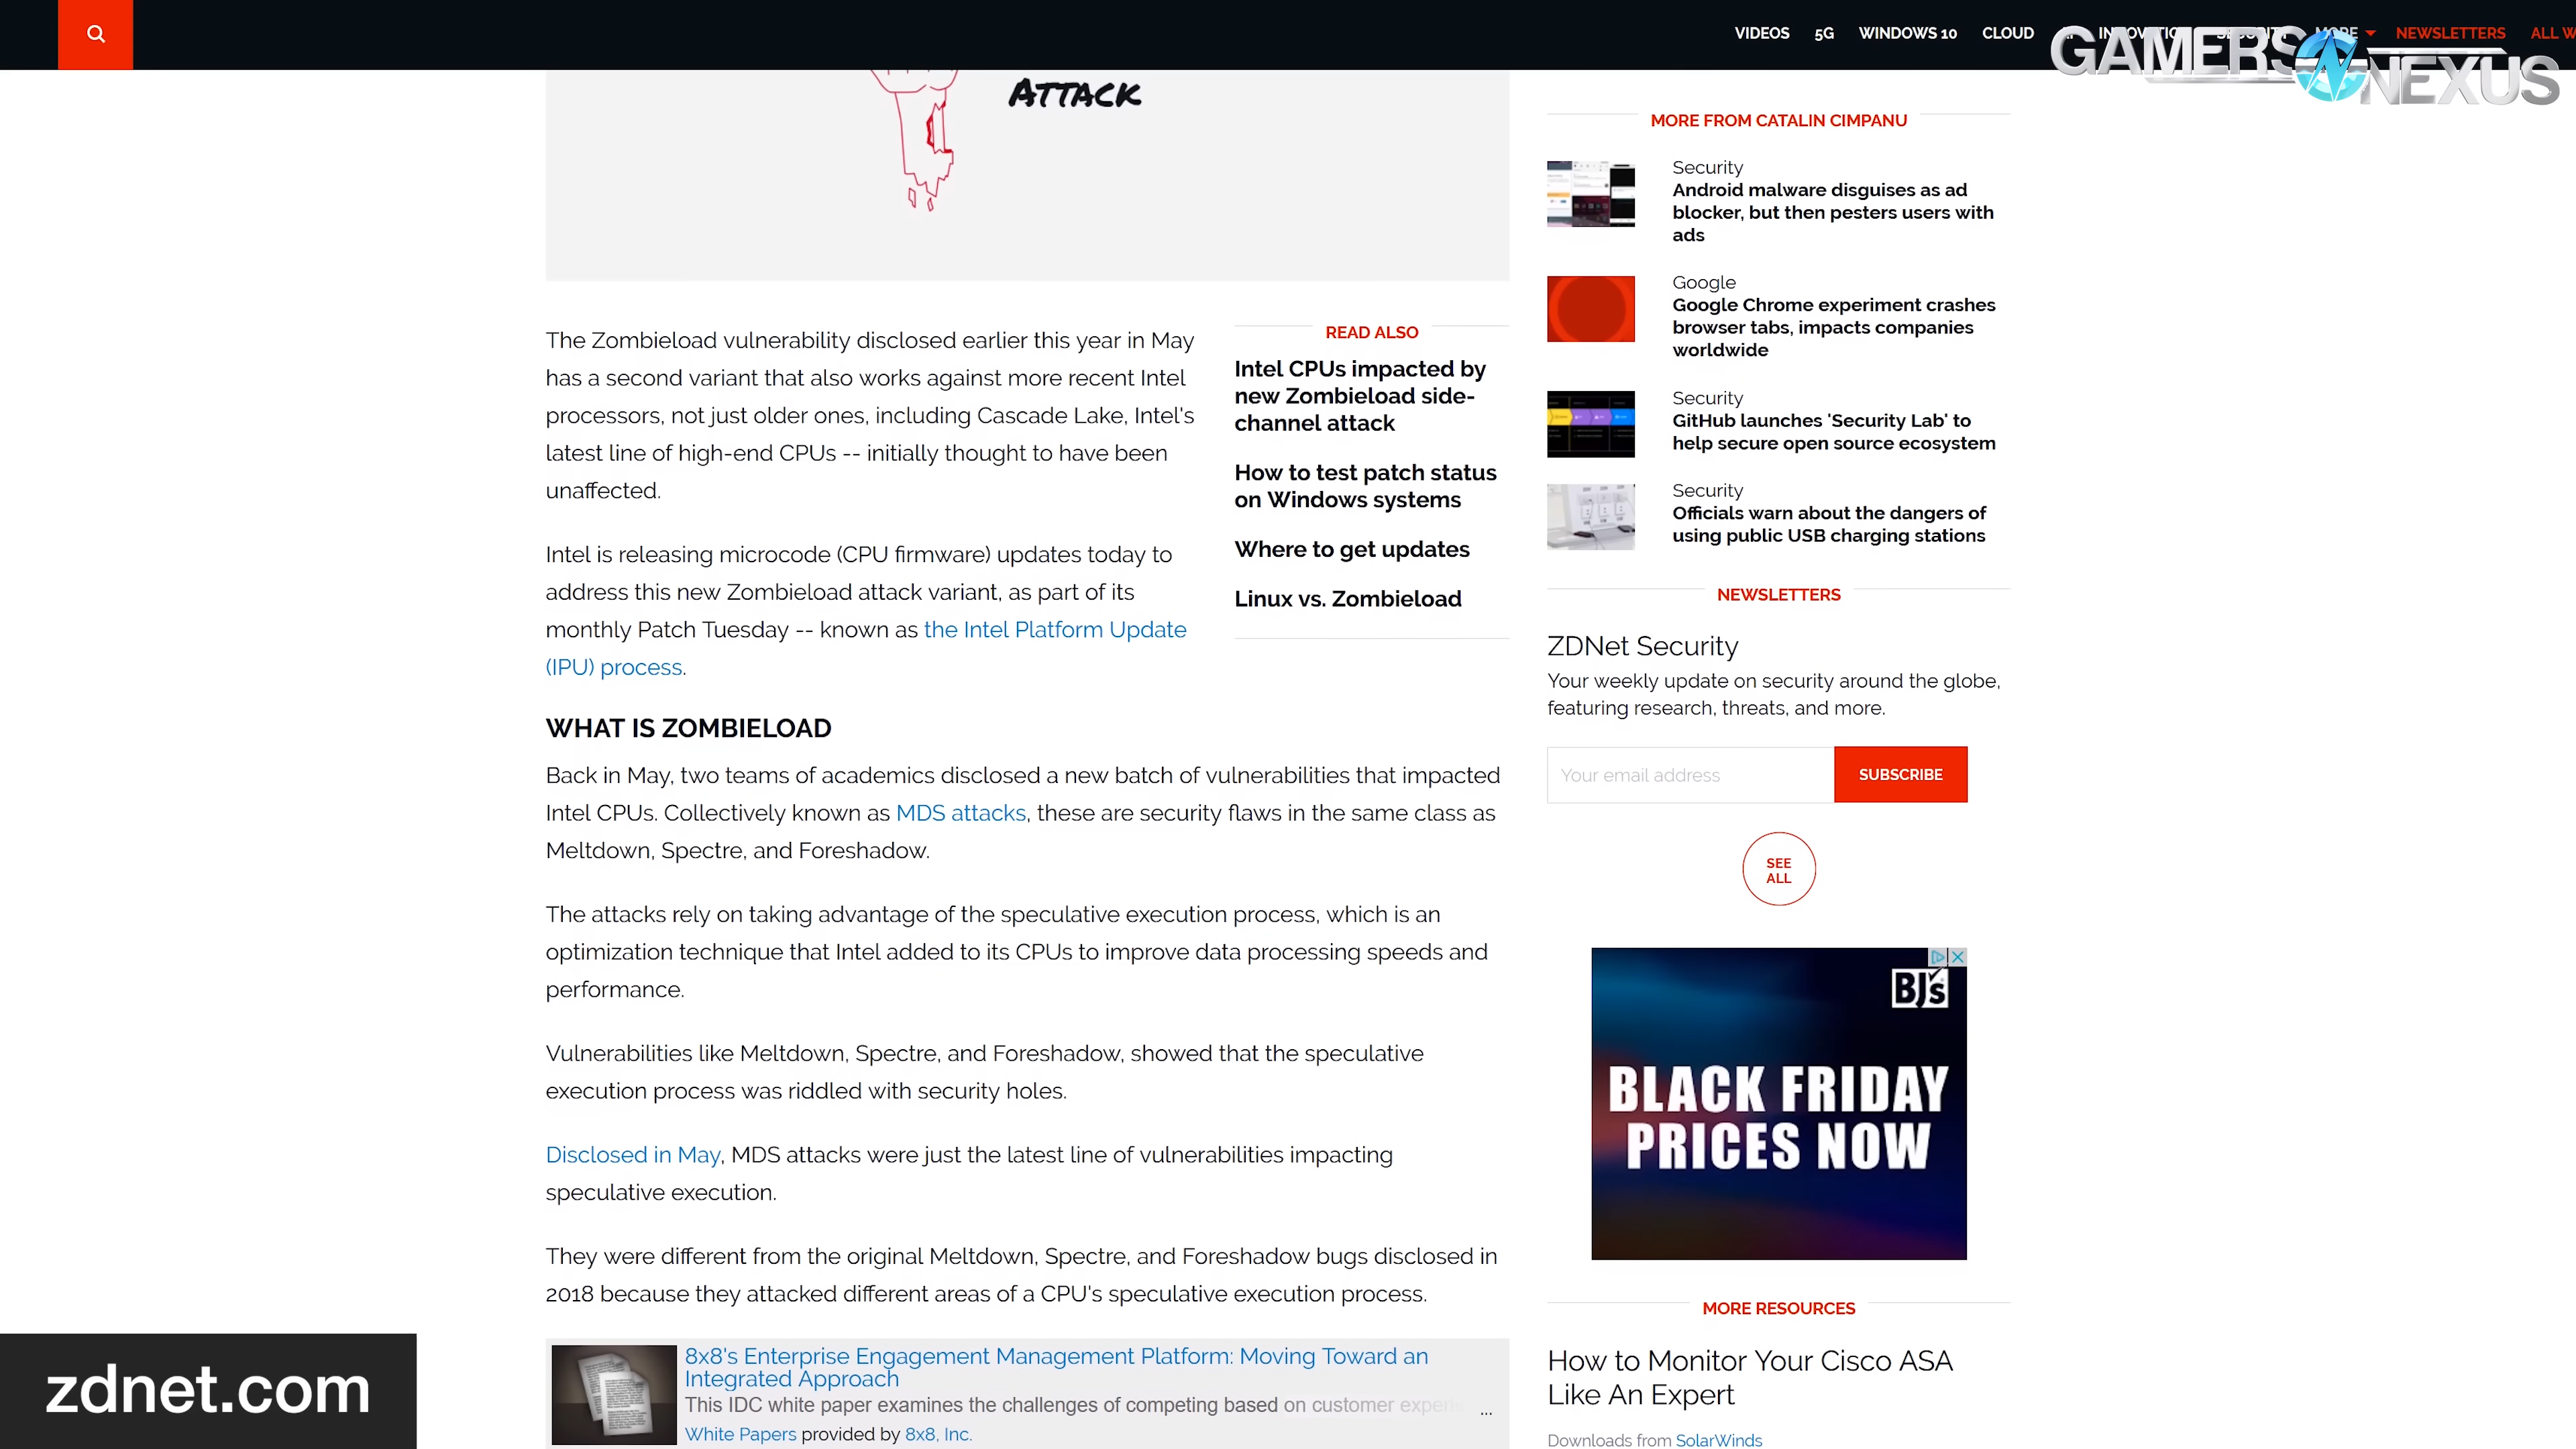 VIDEOS 5G WINDOWS 10 CLOUD AI INNOVATION SECURITY MORE NEWSLETTERS ALL W
GAMERS NEXUS
ATTACK
The Zombieload vulnerability disclosed earlier this year in May
has a second variant that also works against more recent Intel
processors, not just older ones, including Cascade Lake, Intel's
latest line of high-end CPUs -- initially thought to have been
unaffected.
Intel is releasing microcode (CPU firmware) updates today to
address this new Zombieload attack variant, as part of its
monthly Patch Tuesday -- known as the Intel Platform Update
(IPU) process.
READ ALSO
Intel CPUs impacted by
new Zombieload side-
channel attack
How to test patch status
on Windows systems
Where to get updates
Linux vs. Zombieload
WHAT IS ZOMBIELOAD
Back in May, two teams of academics disclosed a new batch of vulnerabilities that impacted
Intel CPUs. Collectively known as MDS attacks, these are security flaws in the same class as
Meltdown, Spectre, and Foreshadow.
The attacks rely on taking advantage of the speculative execution process, which is an
optimization technique that Intel added to its CPUs to improve data processing speeds and
performance.
Vulnerabilities like Meltdown, Spectre, and Foreshadow, showed that the speculative
execution process was riddled with security holes.
Disclosed in May, MDS attacks were just the latest line of vulnerabilities impacting
speculative execution.
They were different from the original Meltdown, Spectre, and Foreshadow bugs disclosed in
2018 because they attacked different areas of a CPU's speculative execution process.
8x8's Enterprise Engagement Management Platform: Moving Toward an
Integrated Approach
This IDC white paper examines the challenges of competing based on customer experi ...
White Papers provided by 8x8, Inc.
MORE FROM CATALIN CIMPANU
Security
Android malware disguises as ad
blocker, but then pesters users with
ads
Google
Google Chrome experiment crashes
browser tabs, impacts companies
worldwide
Security
GitHub launches 'Security Lab' to
help secure open source ecosystem
Security
Officials warn about the dangers of
using public USB charging stations
NEWSLETTERS
ZDNet Security
Your weekly update on security around the globe,
featuring research, threats, and more.
Your email address
SUBSCRIBE
SEE
ALL
BJ's
BLACK FRIDAY
PRICES NOW
MORE RESOURCES
How to Monitor Your Cisco ASA
Like An Expert
Downloads from SolarWinds
zdnet.com